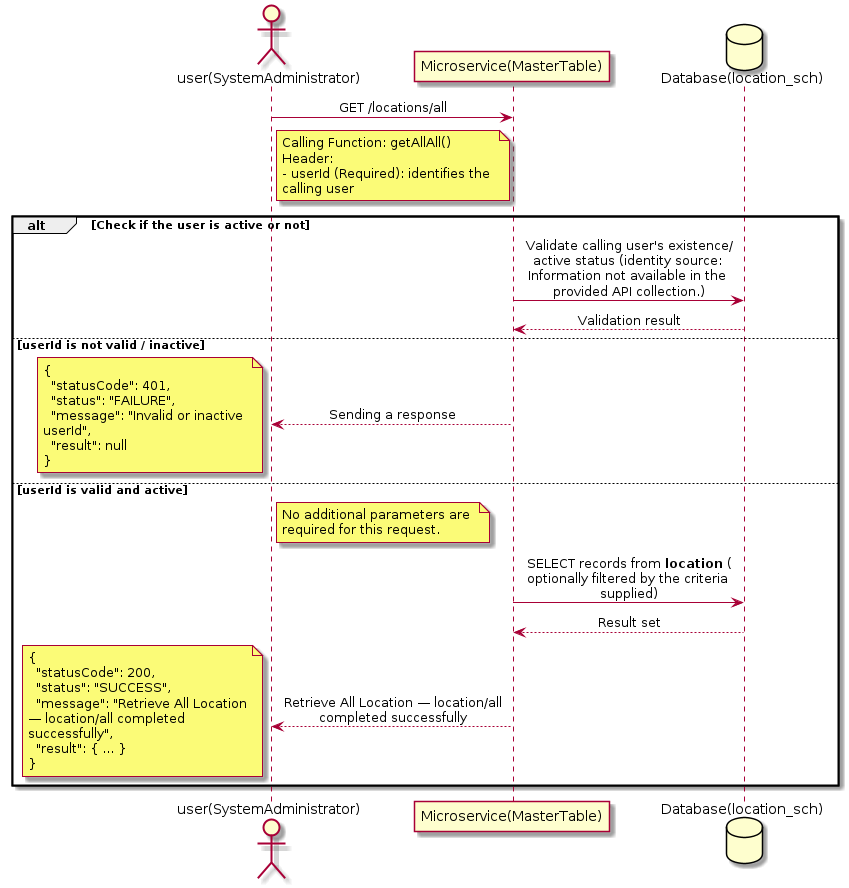 user(SystemAdministrator)
Microservice(MasterTable)
Database(location_sch)
GET /locations/all
Calling Function: getAllAll()
Header:
- userId (Required): identifies the
calling user
alt
[Check if the user is active or not]
Validate calling user's existence/
active status (identity source:
Information not available in the
provided API collection.)
Validation result
[userId is not valid / inactive]
{
"statusCode": 401,
"status": "FAILURE",
"message": "Invalid or inactive
userId",
"result": null
}
Sending a response
[userId is valid and active]
No additional parameters are
required for this request.
SELECT records from location (
optionally filtered by the criteria
supplied)
Result set
{
"statusCode": 200,
"status": "SUCCESS",
"message": "Retrieve All Location
— location/all completed
successfully",
"result": { ... }
}
Retrieve All Location — location/all
completed successfully
user(SystemAdministrator)
Microservice(MasterTable)
Database(location_sch)